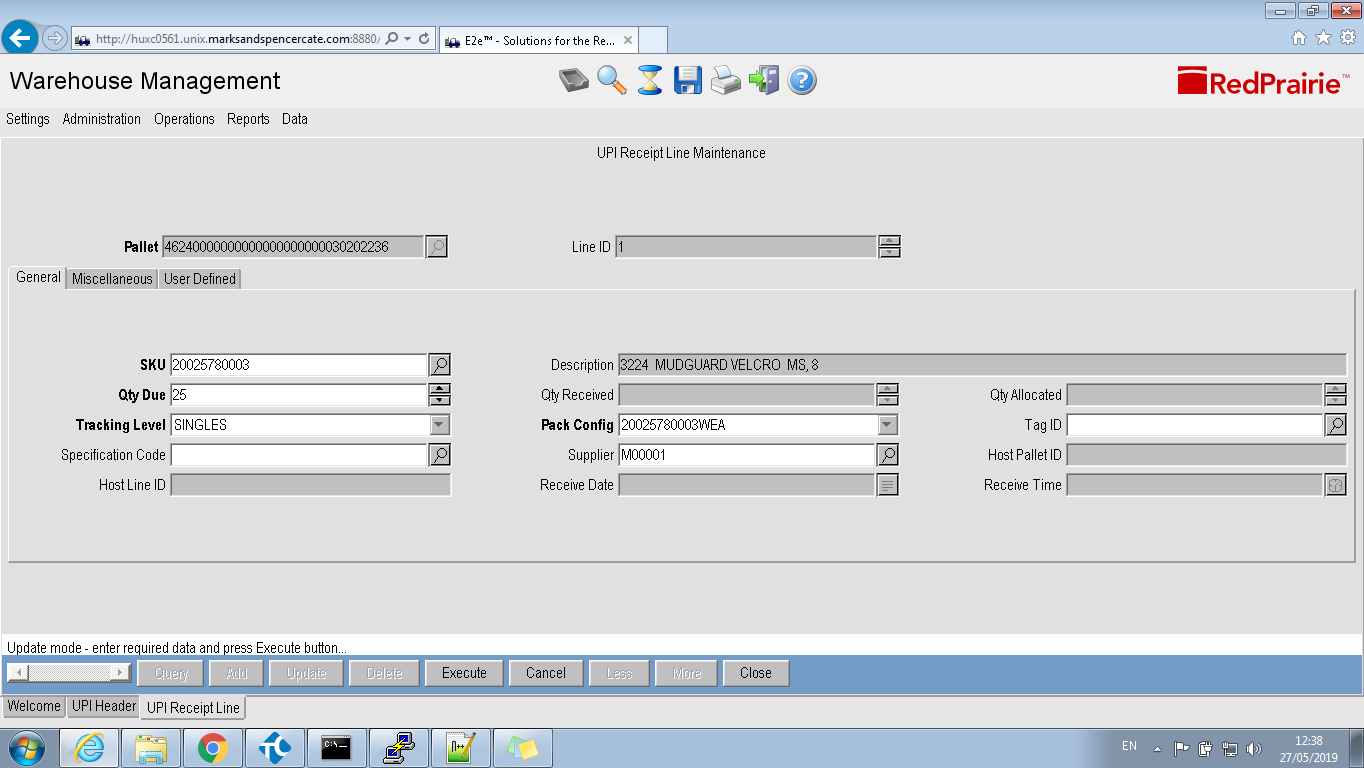 http://huxc0561.unix.marksandspencercate.com:8880/
E2e™ - Solutions for the Re...
Warehouse Management
RedPrairie™
Settings Administration Operations Reports Data
UPI Receipt Line Maintenance
Line ID 1
General Miscellaneous User Defined
SKU 20025780003 Description 3224 MUDGUARD VELCRO MS, 8
Qty Due 25 Qty Received Qty Allocated
Tracking Level SINGLES Pack Config 20025780003WEA Tag ID
Specification Code Supplier M00001 Host Pallet ID
Host Line ID Receive Date Receive Time
Update mode - enter required data and press Execute button...
Query Add Update Delete Execute Cancel Less More Close
Welcome UPI Header UPI Receipt Line
EN 12:38
27/05/2019